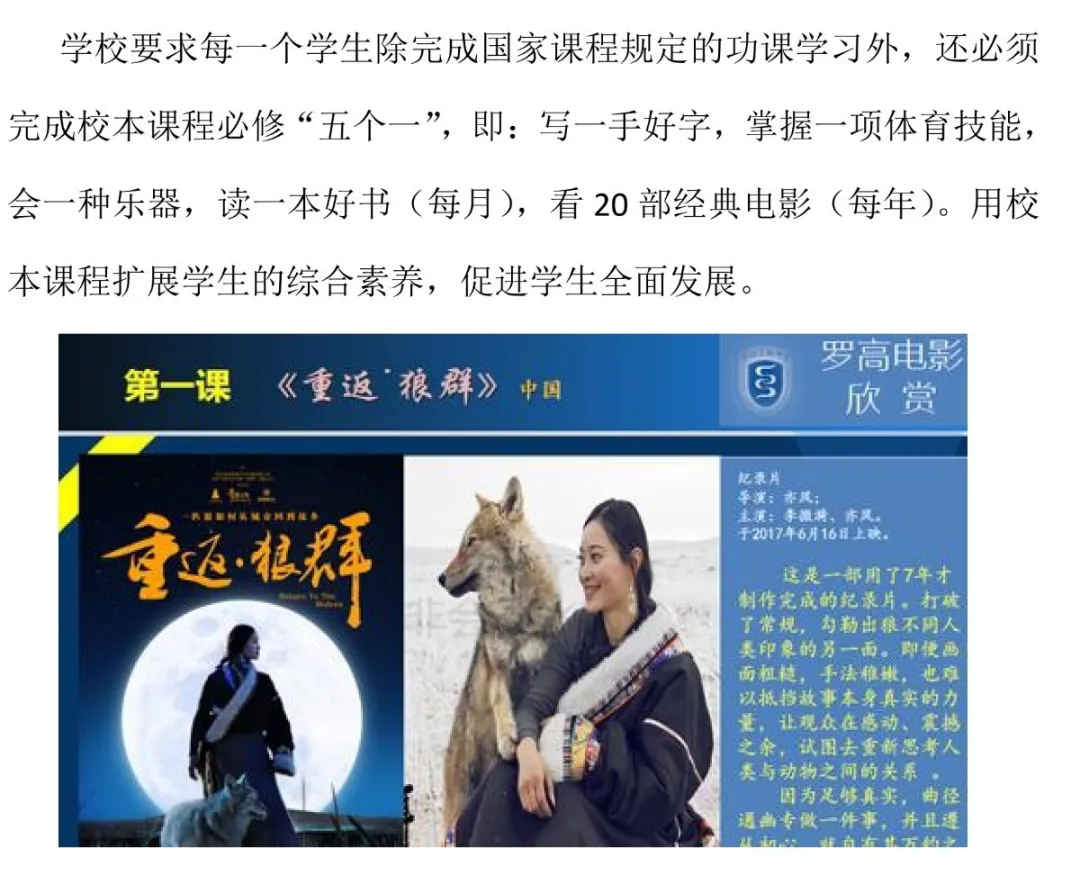 学校要求每一个学生除完成国家课程规定的功课学习外，还必须
完成校本课程必修“五个一”，即：写一手好字，掌握一项体育技能，
会一种乐器，读一本好书（每月），看 20 部经典电影（每年）。用校
本课程扩展学生的综合素养，促进学生全面发展。
第一课 《重返·狼群》 中国
罗高电影
欣 赏
重返·狼群
Return To The
纪录片
导演：亦风；
主演：李微漪、亦风。
于2017年6月16日上映。
这是一部用了7年才
制作完成的纪录片。打破
了常规，勾勒出狼不同人
类印象的另一面。即便画
面粗糙，手法稚嫩，也难
以抵挡故事本身真实的力
量，让观众在感动、震撼
之余，试图去重新思考人
类与动物之间的关系 。
因为足够真实，曲径
通幽专做一件事，并且遵